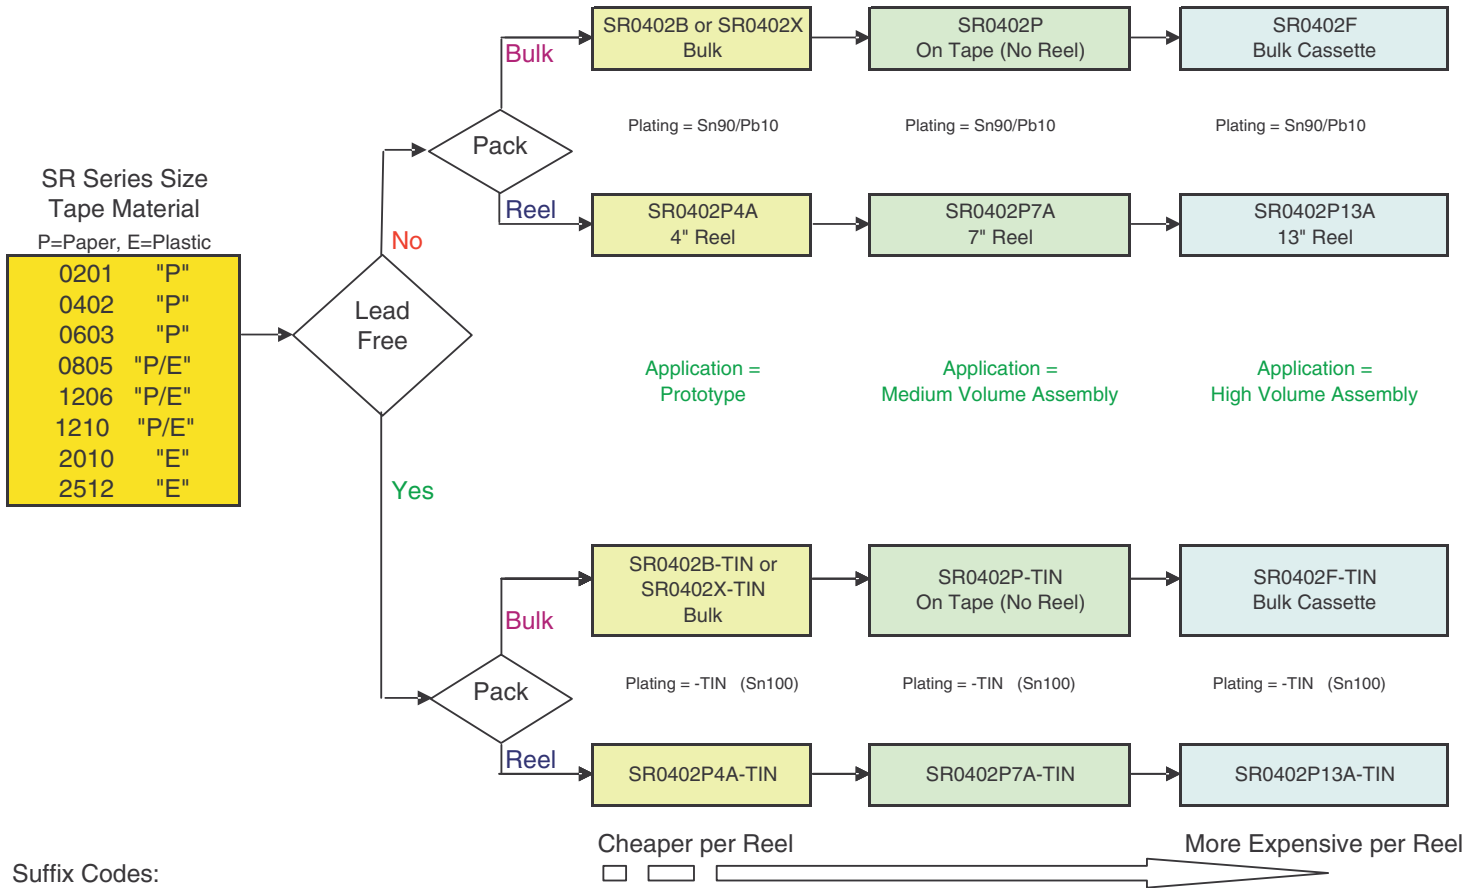 SR Series Size
Tape Material
P=Paper, E=Plastic
0201 "P"
0402 "P"
0603 "P"
0805 "P/E"
1206 "P/E"
1210 "P/E"
2010 "E"
2512 "E"
Lead
Free
No
Yes
Pack
Bulk
Reel
SR0402B or SR0402X
Bulk
SR0402P
On Tape (No Reel)
SR0402F
Bulk Cassette
Plating = Sn90/Pb10
Plating = Sn90/Pb10
Plating = Sn90/Pb10
SR0402P4A
4" Reel
SR0402P7A
7" Reel
SR0402P13A
13" Reel
Application =
Prototype
Application =
Medium Volume Assembly
Application =
High Volume Assembly
Pack
Bulk
Reel
SR0402B-TIN or
SR0402X-TIN
Bulk
SR0402P-TIN
On Tape (No Reel)
SR0402F-TIN
Bulk Cassette
Plating = -TIN (Sn100)
Plating = -TIN (Sn100)
Plating = -TIN (Sn100)
SR0402P4A-TIN
SR0402P7A-TIN
SR0402P13A-TIN
Cheaper per Reel
More Expensive per Reel
Suffix Codes: